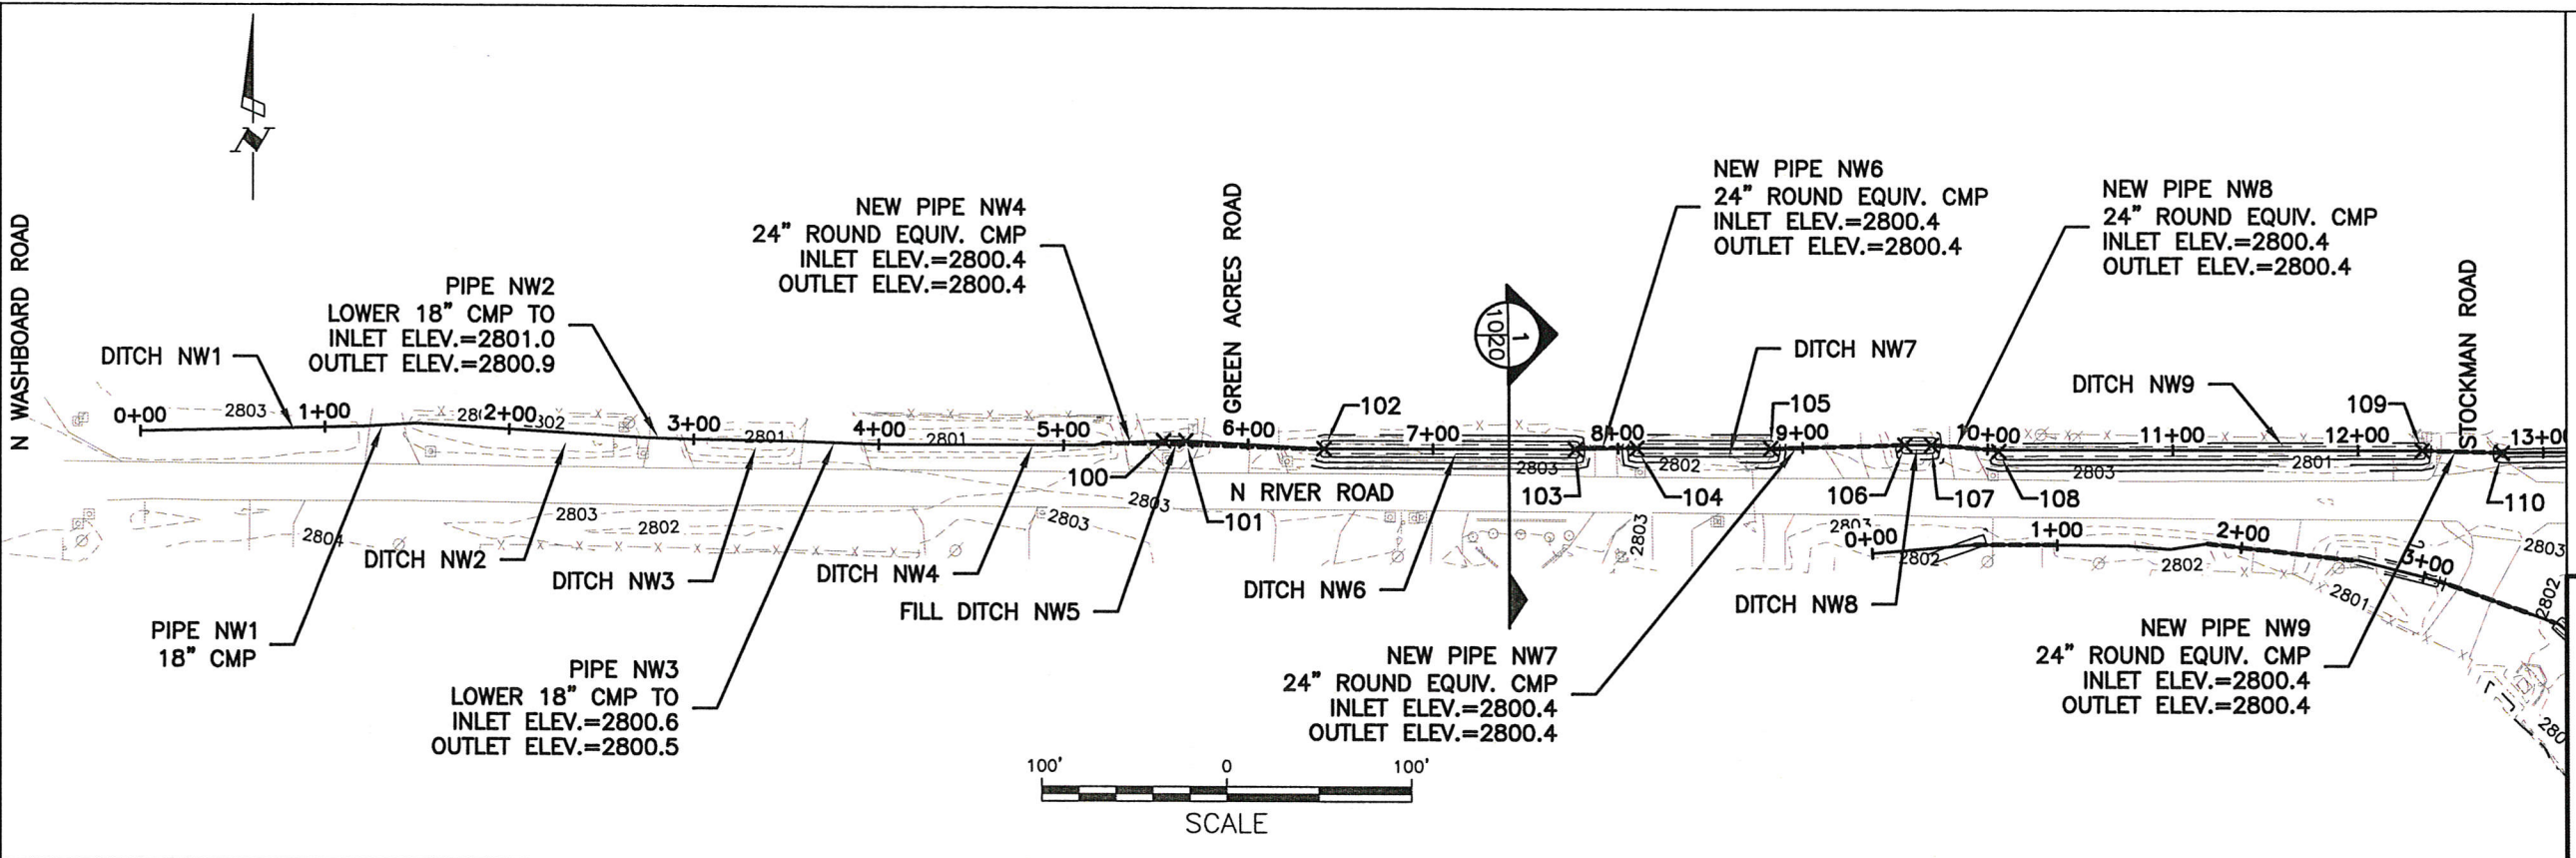 N
N WASHBOARD ROAD
DITCH NW1
PIPE NW2
LOWER 18" CMP TO
INLET ELEV.=2801.0
OUTLET ELEV.=2800.9
NEW PIPE NW4
24" ROUND EQUIV. CMP
INLET ELEV.=2800.4
OUTLET ELEV.=2800.4
GREEN ACRES ROAD
1
1020
NEW PIPE NW6
24" ROUND EQUIV. CMP
INLET ELEV.=2800.4
OUTLET ELEV.=2800.4
NEW PIPE NW8
24" ROUND EQUIV. CMP
INLET ELEV.=2800.4
OUTLET ELEV.=2800.4
DITCH NW7
DITCH NW9
STOCKMAN ROAD
102
105
109
0+00
2803
1+00
2+00
3+00
2801
4+00
2801
5+00
6+00
7+00
8+00
9+00
10+00
11+00
12+00
2803
2802
2803
2801
100
101
103
104
106
107
108
110
N RIVER ROAD
2803
2803
2802
2804
2803
2803
2803
0+00
2802
1+00
2+00
2802
3+00
2803
2801
2802
DITCH NW2
DITCH NW3
DITCH NW4
FILL DITCH NW5
DITCH NW6
DITCH NW8
PIPE NW1
18" CMP
PIPE NW3
LOWER 18" CMP TO
INLET ELEV.=2800.6
OUTLET ELEV.=2800.5
NEW PIPE NW7
24" ROUND EQUIV. CMP
INLET ELEV.=2800.4
OUTLET ELEV.=2800.4
NEW PIPE NW9
24" ROUND EQUIV. CMP
INLET ELEV.=2800.4
OUTLET ELEV.=2800.4
100' 0 100'
SCALE